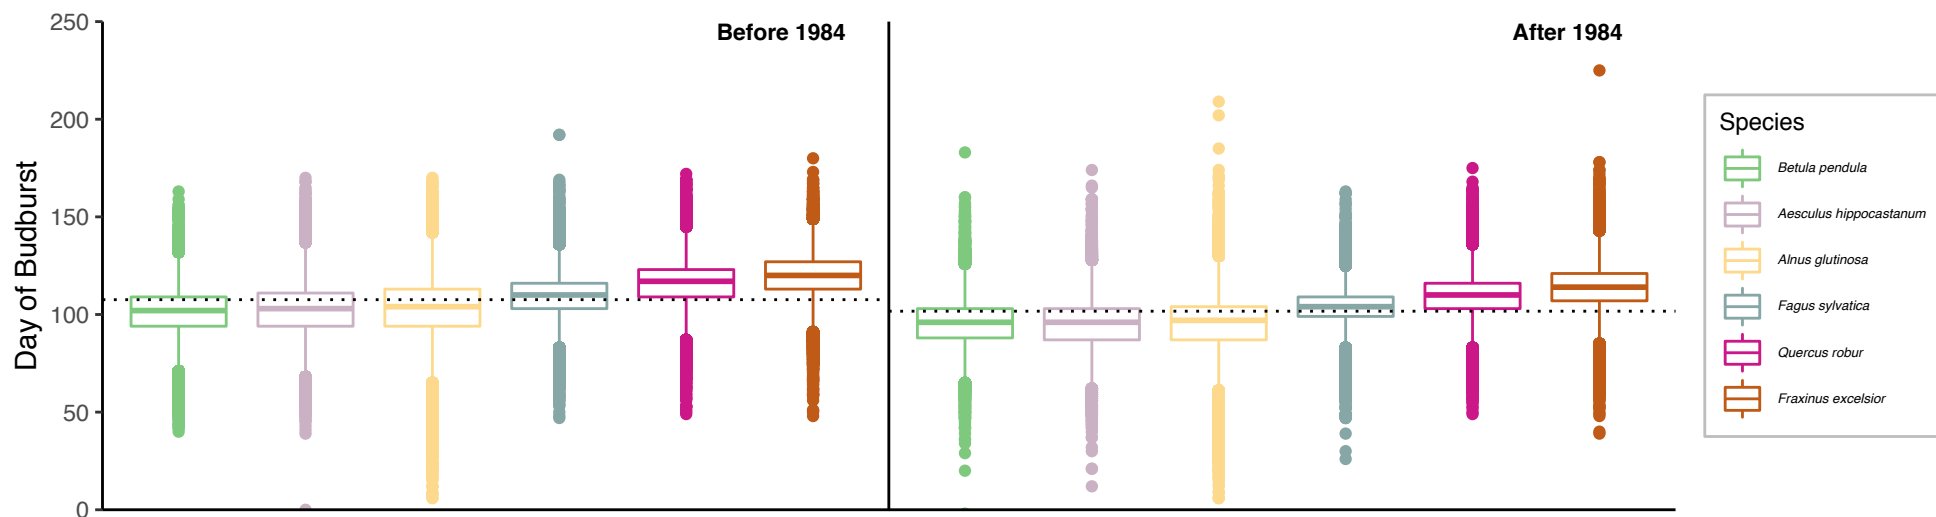 Before 1984
After 1984
Day of Budburst
250
200
150
100
50
0
Species
Betula pendula
Aesculus hippocastanum
Alnus glutinosa
Fagus sylvatica
Quercus robur
Fraxinus excelsior